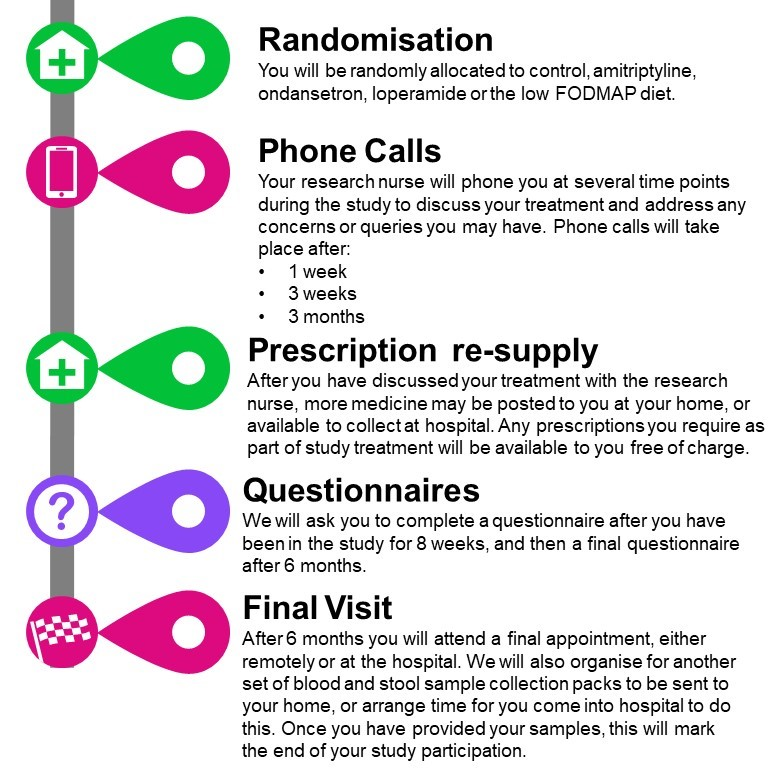 Randomisation
You will be randomly allocated to control, amitriptyline,
ondansetron, loperamide or the low FODMAP diet.
Phone Calls
Your research nurse will phone you at several time points
during the study to discuss your treatment and address any
concerns or queries you may have. Phone calls will take
place after:
• 1 week
• 3 weeks
• 3 months
Prescription re-supply
After you have discussed your treatment with the research
nurse, more medicine may be posted to you at your home, or
available to collect at hospital. Any prescriptions you require as
part of study treatment will be available to you free of charge.
?
Questionnaires
We will ask you to complete a questionnaire after you have
been in the study for 8 weeks, and then a final questionnaire
after 6 months.
Final Visit
After 6 months you will attend a final appointment, either
remotely or at the hospital. We will also organise for another
set of blood and stool sample collection packs to be sent to
your home, or arrange time for you come into hospital to do
this. Once you have provided your samples, this will mark
the end of your study participation.